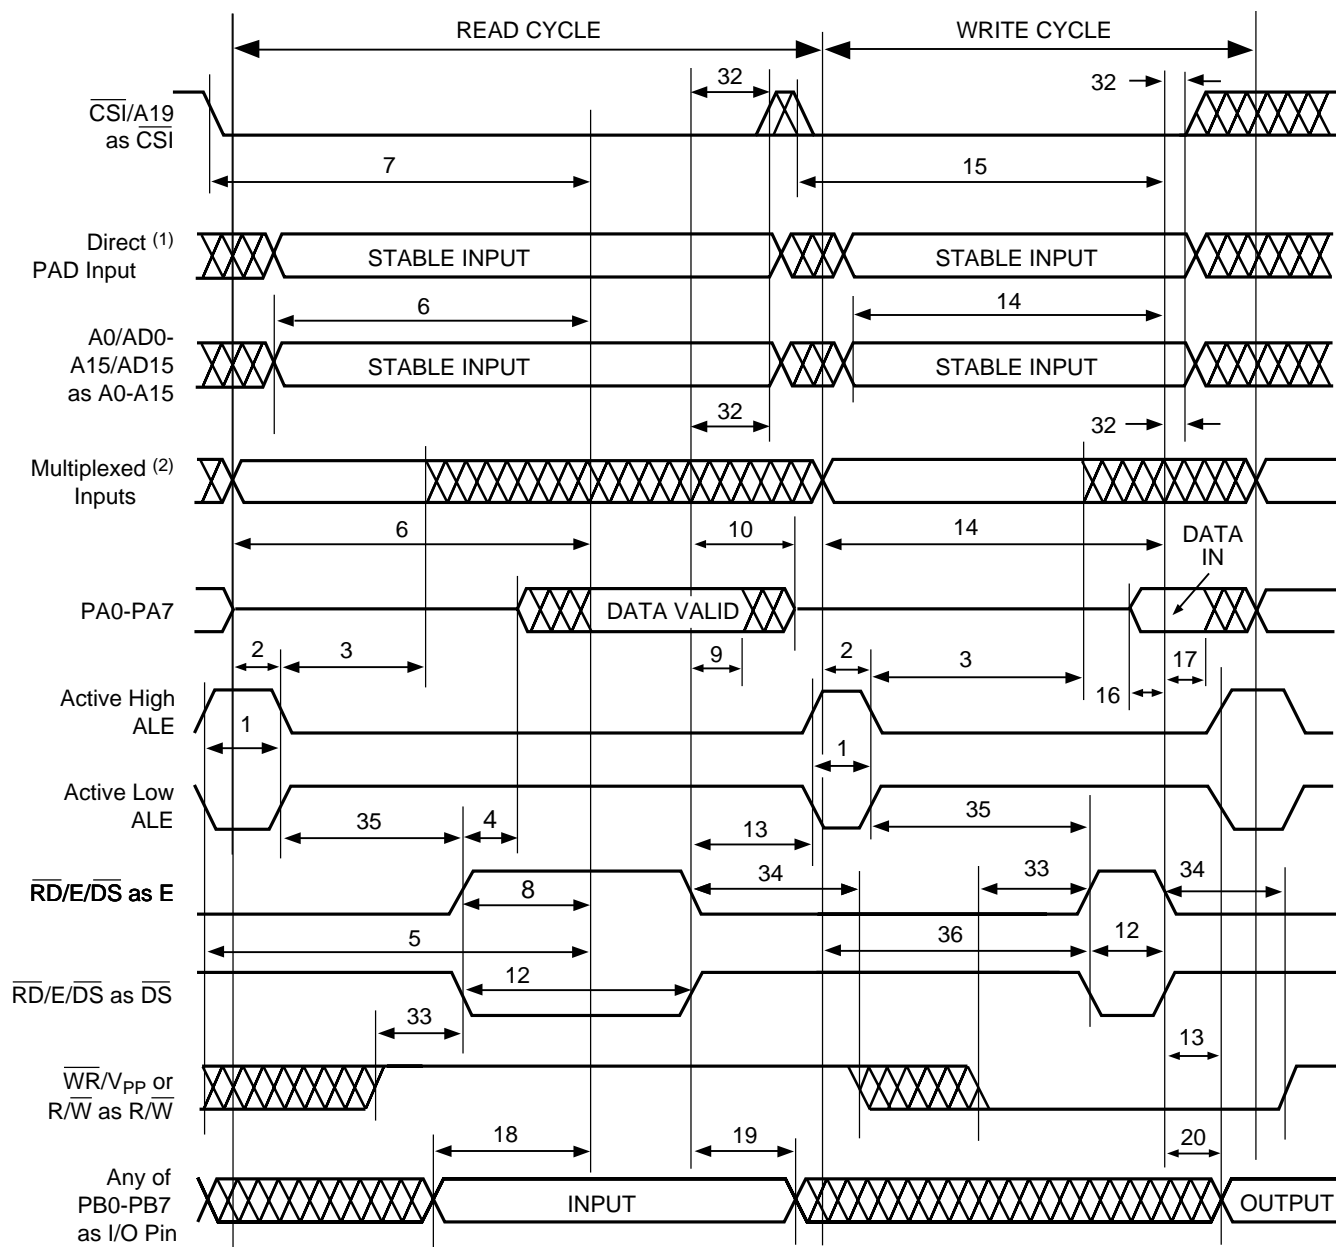 READ CYCLE
WRITE CYCLE
32
32
CSI/A19
as CSI
7
15
Direct (1)
PAD Input
STABLE INPUT
STABLE INPUT
6
14
A0/AD0-
A15/AD15
as A0-A15
STABLE INPUT
STABLE INPUT
32
32
Multiplexed (2)
Inputs
6
10
14
DATA
IN
PA0-PA7
DATA VALID
2
3
9
2
3
17
16
Active High
ALE
1
1
Active Low
ALE
35
4
13
35
RD/E/DS as E
8
34
33
34
5
36
12
RD/E/DS as DS
12
33
13
WR/VPP or
R/W as R/W
18
19
20
Any of
PB0-PB7
as I/O Pin
INPUT
OUTPUT